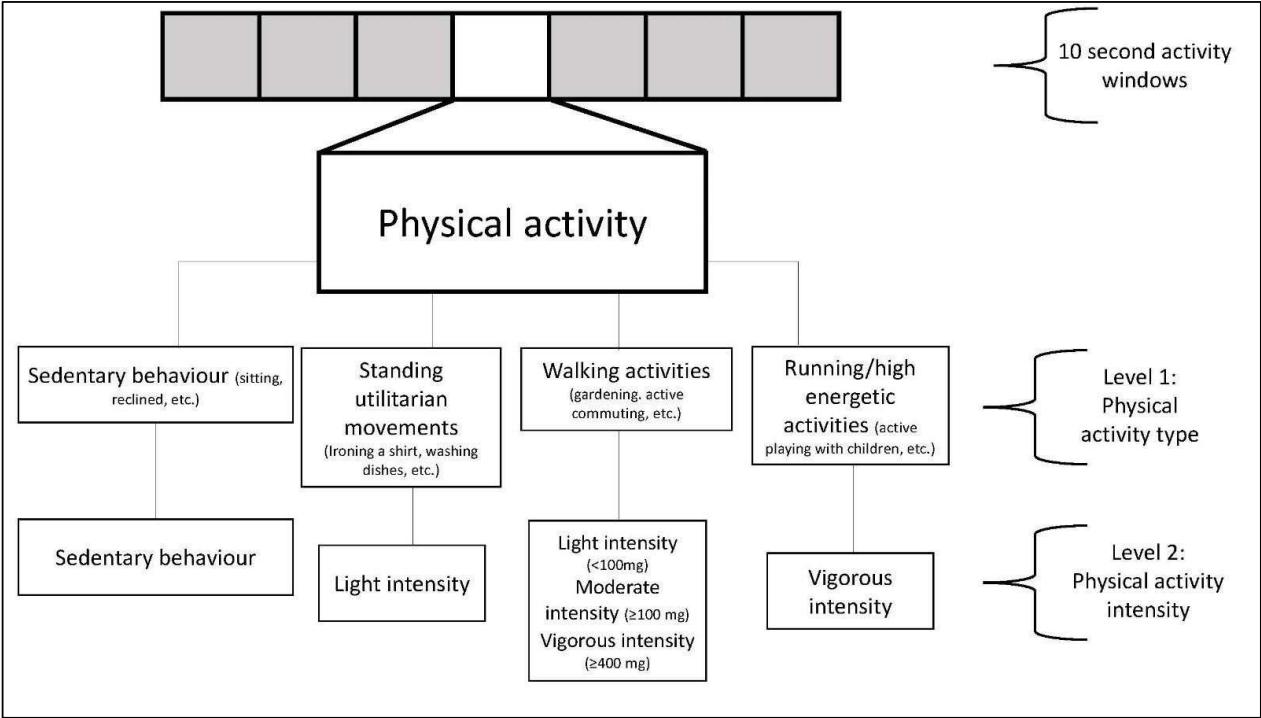 10 second activity
windows
Physical activity
Sedentary behaviour (sitting,
reclined, etc.)
Standing
utilitarian
movements
(Ironing a shirt, washing
dishes, etc.)
Walking activities
(gardening. active
commuting, etc.)
Running/high
energetic
activities (active
playing with children, etc.)
Level 1:
Physical
activity type
Sedentary behaviour
Light intensity
Light intensity
(<100mg)
Moderate
intensity (≥100 mg)
Vigorous intensity
(≥400 mg)
Vigorous
intensity
Level 2:
Physical activity
intensity